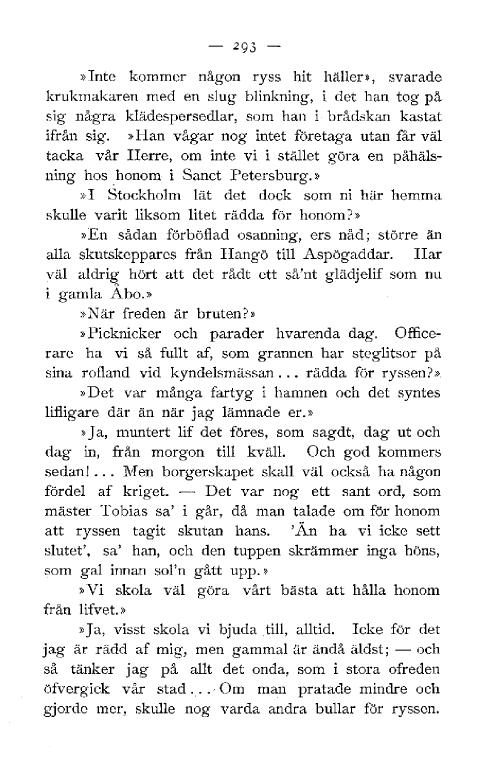 — 293 —
»Inte kommer någon ryss hit häller», svarade
krukmakaren med en slug blinkning, i det han tog på
sig några klädespersedlar, som han i brådskan kastat
ifrån sig. »Han vågar nog intet företaga utan får väl
tacka vår Herre, om inte vi i stället göra en påhäls-
ning hos honom i Sanct Petersburg.»
»I Stockholm lät det dock som ni här hemma
skulle varit liksom litet rädda för honom?»
»En sådan förböflad osanning, ers nåd; större än
alla skutskeppares från Hangö till Aspögaddar. Har
väl aldrig hört att det rådt ett så'nt glädjelif som nu
i gamla Åbo.»
»När freden är bruten?»
»Picknicker och parader hvarenda dag. Office-
rare ha vi så fullt af, som grannen har steglitsor på
sina rofland vid kyndelsmässan... rädda för ryssen?»
»Det var många fartyg i hamnen och det syntes
lifligare där än när jag lämnade er.»
»Ja, muntert lif det föres, som sagdt, dag ut och
dag in, från morgon till kväll. Och god kommers
sedan!... Men borgerskapet skall väl också ha någon
fördel af kriget. — Det var nog ett sant ord, som
mäster Tobias sa' i går, då man talade om för honom
att ryssen tagit skutan hans. 'Än ha vi icke sett
slutet', sa' han, och den tuppen skrämmer inga höns,
som gal innan sol'n gått upp.»
»Vi skola väl göra vårt bästa att hålla honom
från lifvet.»
»Ja, visst skola vi bjuda till, alltid. Icke för det
jag är rädd af mig, men gammal är ändå äldst; — och
så tänker jag på allt det onda, som i stora ofreden
öfvergick vår stad... Om man pratade mindre och
gjorde mer, skulle nog varda andra bullar för ryssen.